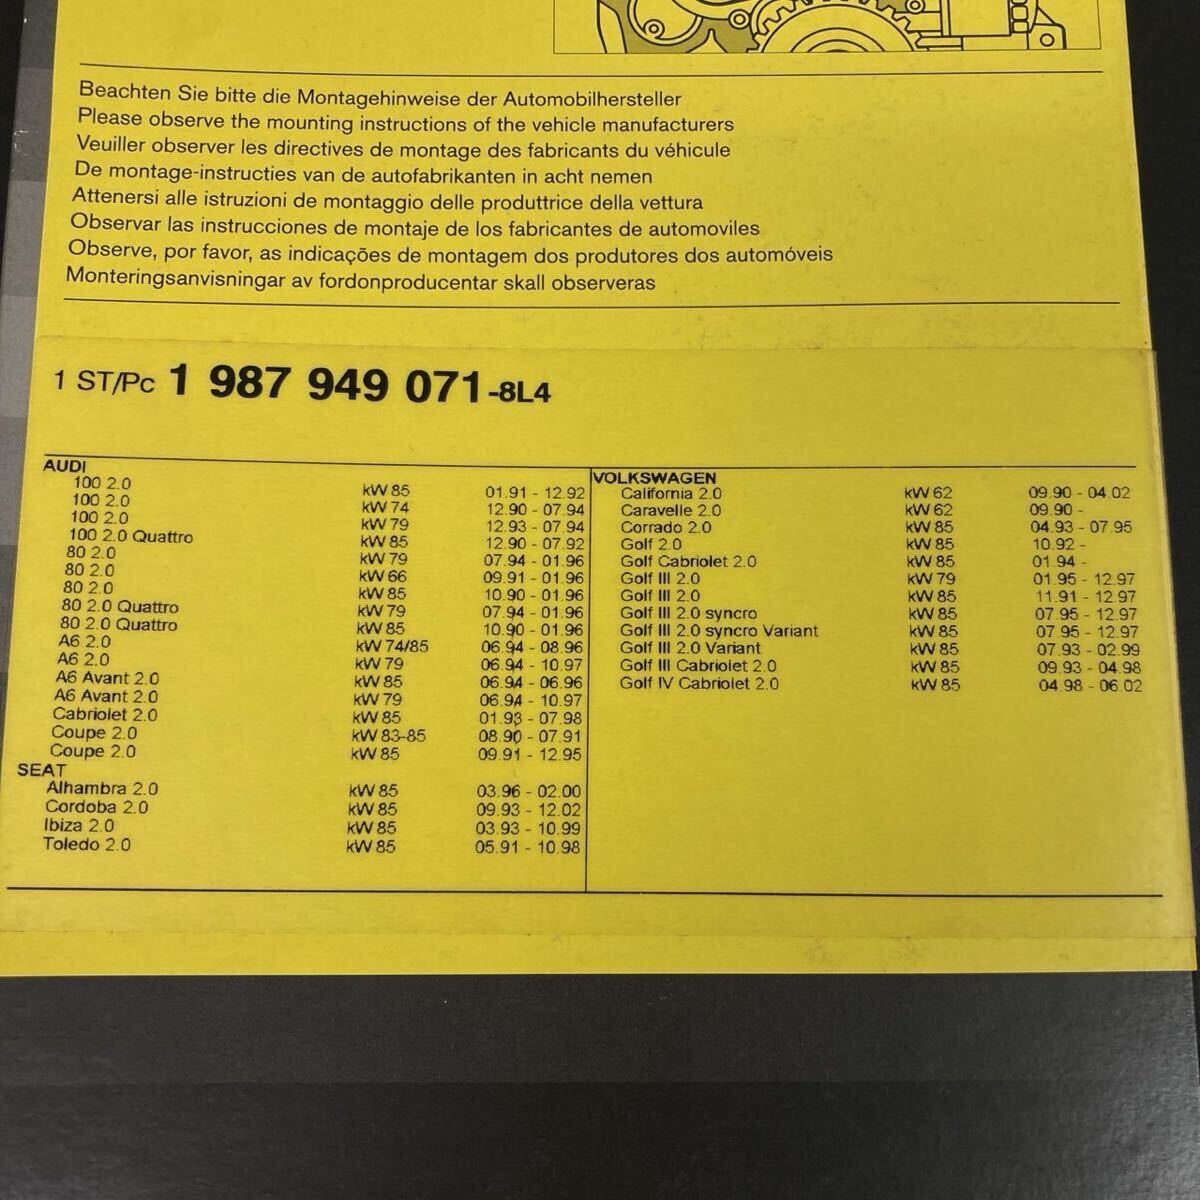 Beachten Sie bitte die Montagehinweise der Automobilhersteller
Please observe the mounting instructions of the vehicle manufacturers
Veuiller observer les directives de montage des fabricants du véhicule
De montage-instructies van de autofabrikanten in acht nemen
Attenersi alle istruzioni de montaggio delle produttrice della vettura
Observar las instrucciones de montaje de los fabricantes de automoviles
Observe, por favor, as indicações de montagem dos produtores dos automóveis
Monteringsanvisningar av fordonproducentar skall observeras
1 ST/Pc 1 987 949 071-8L4
AUDI
100 2.0 kW 85 01.91 - 12.92
100 2.0 kW 74 12.90 - 07.94
100 2.0 kW 79 12.93 - 07.94
100 2.0 Quattro kW 85 12.90 - 07.92
80 2.0 kW 79 07.94 - 01.96
80 2.0 kW 66 09.91 - 01.96
80 2.0 kW 85 10.90 - 01.96
80 2.0 Quattro kW 79 07.94 - 01.96
80 2.0 Quattro kW 85 10.90 - 01.96
A6 2.0 kW 74/85 06.94 - 08.96
A6 2.0 kW 79 06.94 - 10.97
A6 Avant 2.0 kW 85 06.94 - 06.96
A6 Avant 2.0 kW 79 06.94 - 10.97
Cabriolet 2.0 kW 85 01.93 - 07.98
Coupe 2.0 kW 83-85 08.90 - 07.91
Coupe 2.0 kW 85 09.91 - 12.95
SEAT
Alhambra 2.0 kW 85 03.96 - 02.00
Cordoba 2.0 kW 85 09.93 - 12.02
Ibiza 2.0 kW 85 03.93 - 10.99
Toledo 2.0 kW 85 05.91 - 10.98
VOLKSWAGEN
California 2.0 kW 62 09.90 - 04.02
Caravelle 2.0 kW 62 09.90 -
Corrado 2.0 kW 85 04.93 - 07.95
Golf 2.0 kW 85 10.92 -
Golf Cabriolet 2.0 kW 85 01.94 -
Golf III 2.0 kW 79 01.95 - 12.97
Golf III 2.0 kW 85 11.91 - 12.97
Golf III 2.0 syncro kW 85 07.95 - 12.97
Golf III 2.0 syncro Variant kW 85 07.95 - 12.97
Golf III 2.0 Variant kW 85 07.93 - 02.99
Golf III Cabriolet 2.0 kW 85 09.93 - 04.98
Golf IV Cabriolet 2.0 kW 85 04.98 - 06.02